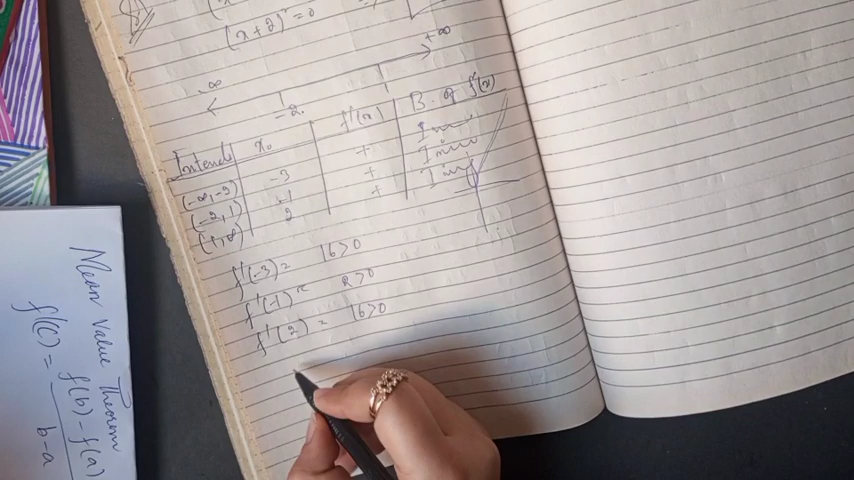 (x+2)² = 0
-∞ +∞
-2
x₀ f'(x) B. of f'(x)
(-∞, -2) -3 +
(-2, 1) -1 +
(1, ∞) 2 +
f'(-3) = 16>0
f'(-1) = >0
f'(2) = 16>0
Mean Value Theorem
f'(c) = f(b) - f(a)
b-a